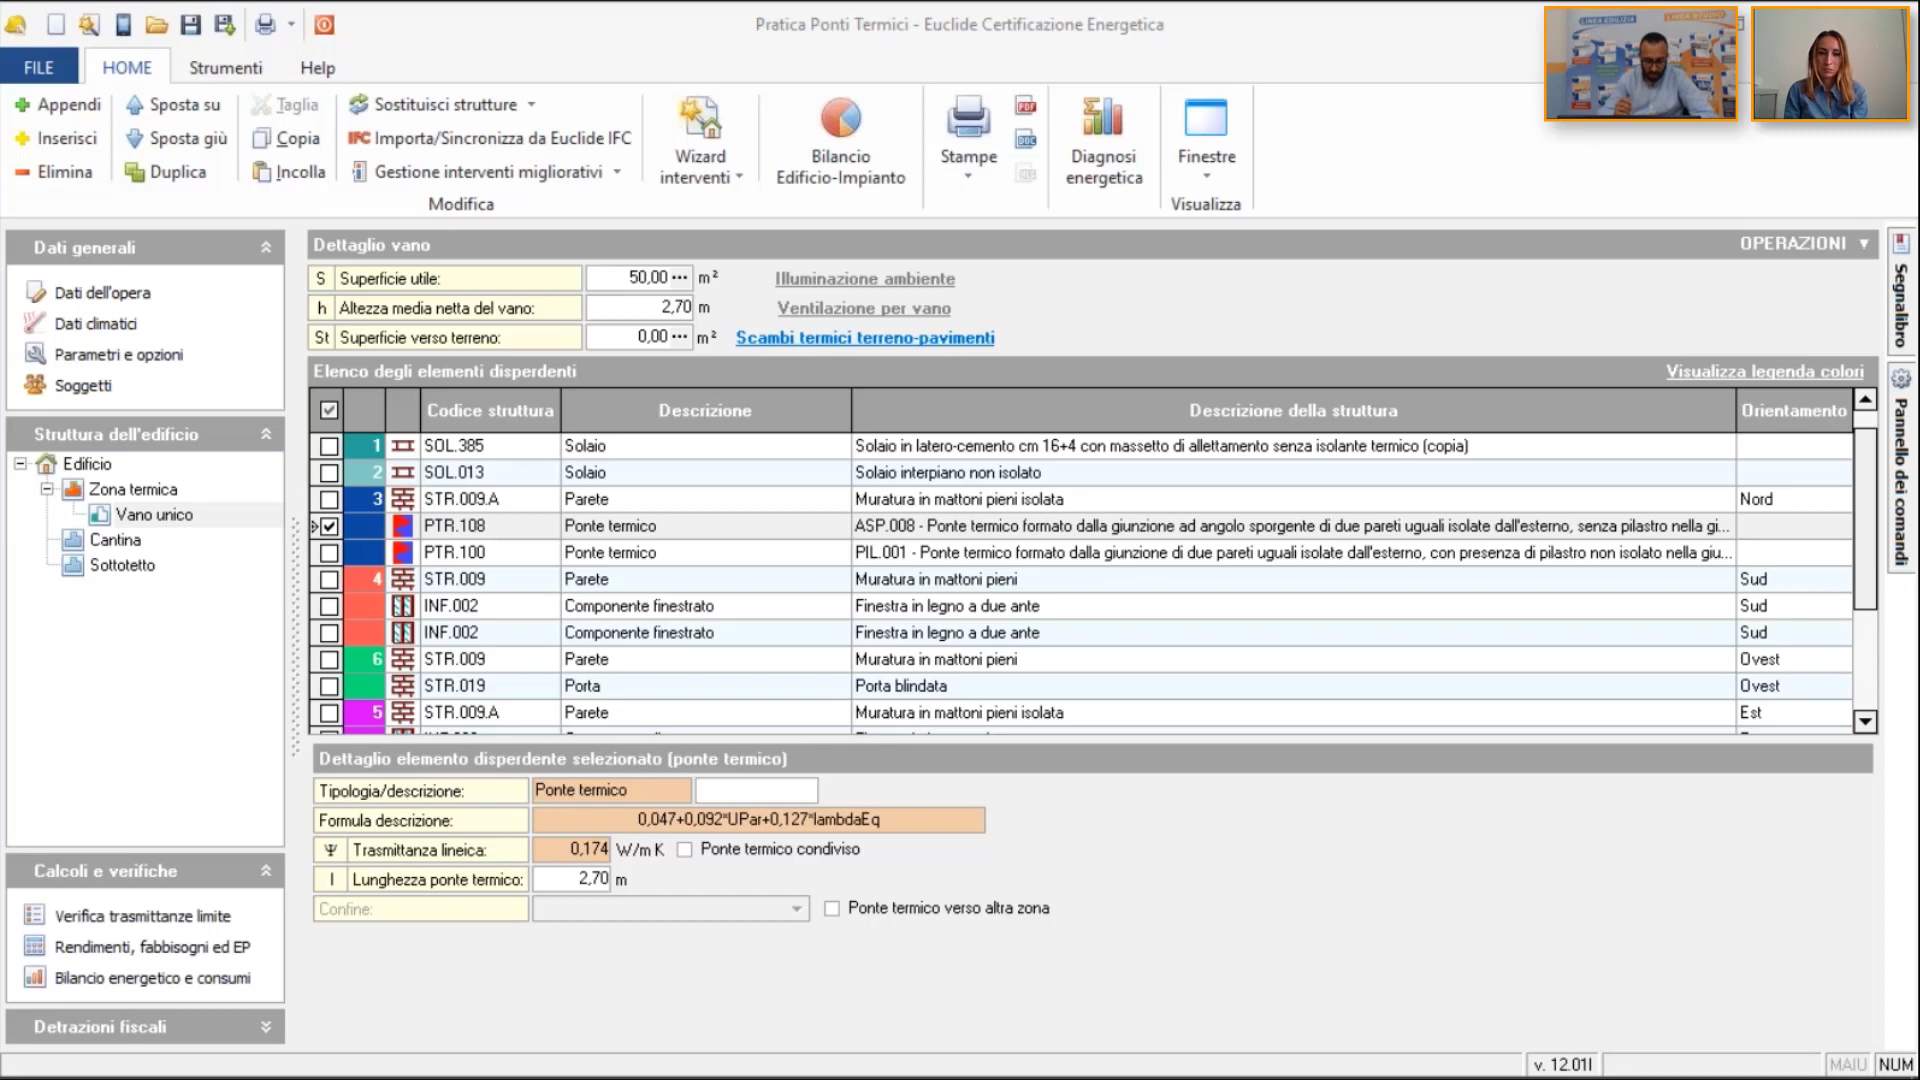 Pratica Ponti Termici - Euclide Certificazione Energetica
LINEA EDILIZIA
LINEA STUDIO
FILE
HOME
Strumenti
Help
Appendi
Sposta su
Taglia
Sostituisci strutture
Inserisci
Sposta giù
Copia
IFC Importa/Sincronizza da Euclide IFC
Elimina
Duplica
Incolla
Gestione interventi migliorativi
Modifica
Wizard
interventi
Bilancio
Edificio-Impianto
Stampe
PDF
DOC
Diagnosi
energetica
Finestre
Visualizza
Dati generali
Dati dell'opera
Dati climatici
Parametri e opzioni
Soggetti
Struttura dell'edificio
Edificio
Zona termica
Vano unico
Cantina
Sottotetto
Calcoli e verifiche
Verifica trasmittanze limite
Rendimenti, fabbisogni ed EP
Bilancio energetico e consumi
Detrazioni fiscali
Dettaglio vano
OPERAZIONI
S Superficie utile: 50,00 ••• m² Illuminazione ambiente
h Altezza media netta del vano: 2,70 m Ventilazione per vano
St Superficie verso terreno: 0,00 ••• m² Scambi termici terreno-pavimenti
Elenco degli elementi disperdenti
Visualizza legenda colori
Codice struttura Descrizione Descrizione della struttura Orientamento
1 SOL.385 Solaio Solaio in latero-cemento cm 16+4 con massetto di allettamento senza isolante termico (copia)
2 SOL.013 Solaio Solaio interpiano non isolato
3 STR.009.A Parete Muratura in mattoni pieni isolata Nord
PTR.108 Ponte termico ASP.008 - Ponte termico formato dalla giunzione ad angolo sporgente di due pareti uguali isolate dall'esterno, senza pilastro nella gi...
PTR.100 Ponte termico PIL.001 - Ponte termico formato dalla giunzione di due pareti uguali isolate dall'esterno, con presenza di pilastro non isolato nella giu...
4 STR.009 Parete Muratura in mattoni pieni Sud
INF.002 Componente finestrato Finestra in legno a due ante Sud
INF.002 Componente finestrato Finestra in legno a due ante Sud
6 STR.009 Parete Muratura in mattoni pieni Ovest
STR.019 Porta Porta blindata Ovest
5 STR.009.A Parete Muratura in mattoni pieni isolata Est
Dettaglio elemento disperdente selezionato (ponte termico)
Tipologia/descrizione: Ponte termico
Formula descrizione: 0,047+0,092*UPar+0,127*lambdaEq
Ψ Trasmittanza lineica: 0,174 W/m K Ponte termico condiviso
l Lunghezza ponte termico: 2,70 m
Confine: Ponte termico verso altra zona
Segnalibro
Pannello dei comandi
v. 12.01l
MAIU
NUM